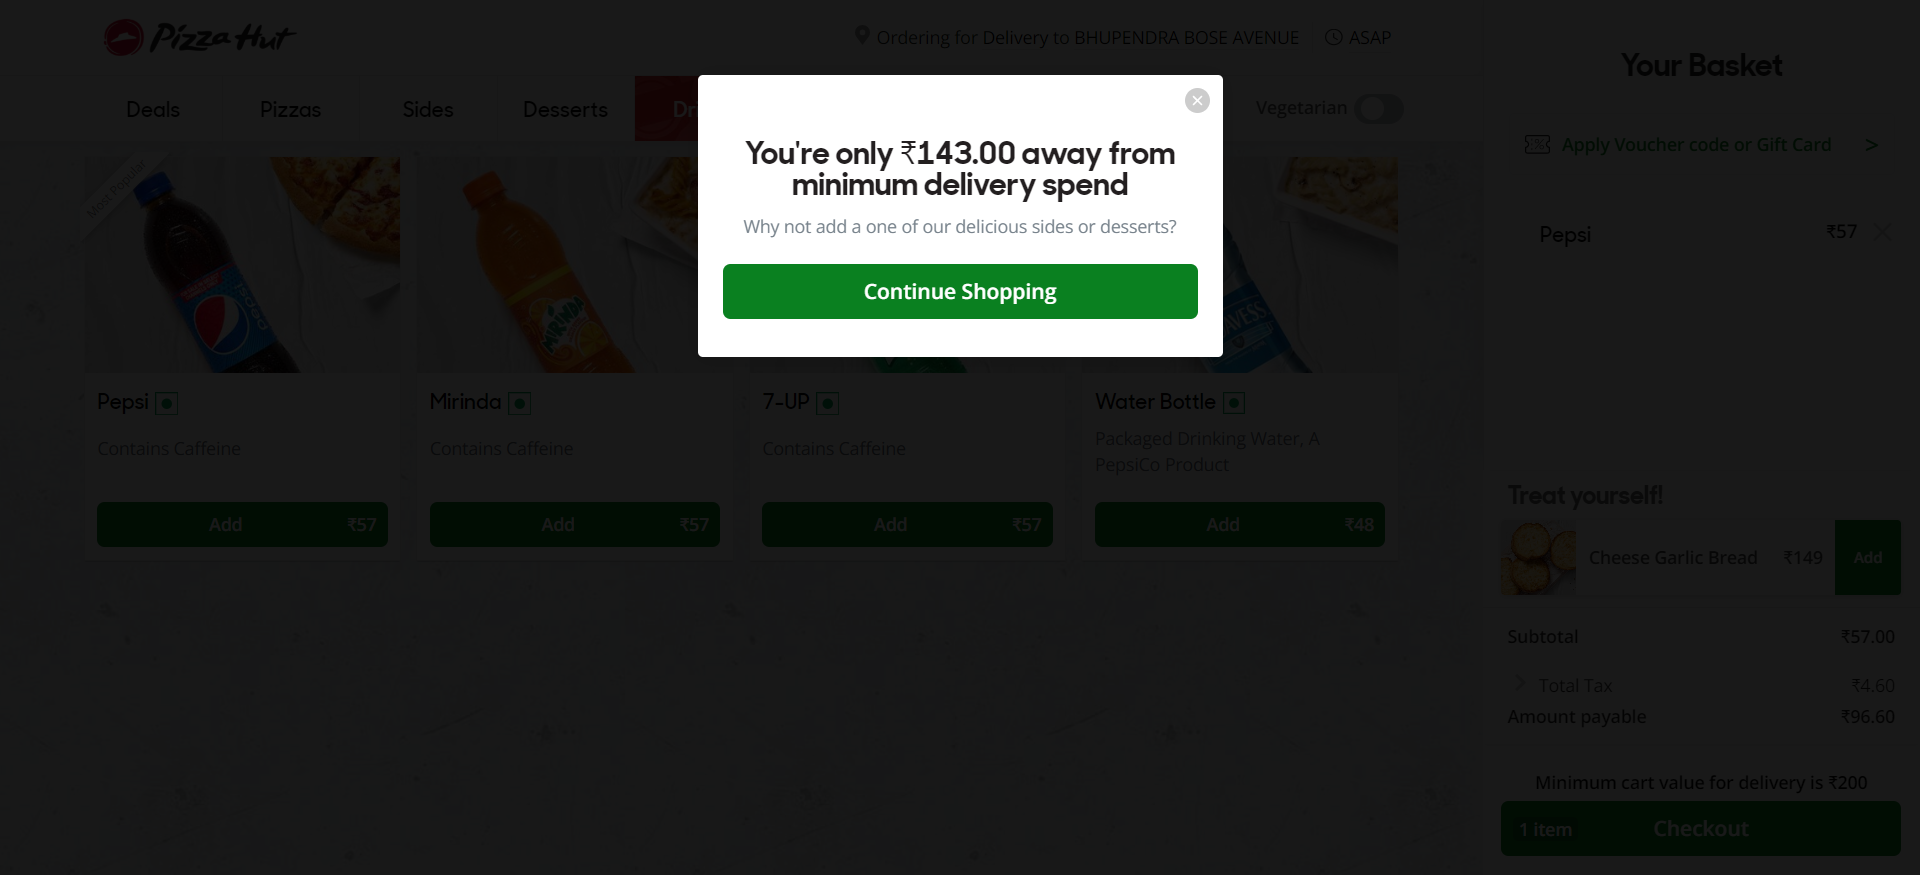 Pizza Hut
Ordering for Delivery to BHUPENDRA BOSE AVENUE
ASAP
Deals
Pizzas
Sides
Desserts
Vegetarian
You're only ₹143.00 away from
minimum delivery spend
Why not add a one of our delicious sides or desserts?
Continue Shopping
Most Popular
pepsi
MIRINDA
Pepsi
Contains Caffeine
Add ₹57
Mirinda
Contains Caffeine
Add ₹57
7-UP
Contains Caffeine
Add ₹57
Water Bottle
Packaged Drinking Water, A
PepsiCo Product
Add ₹48
Your Basket
Apply Voucher code or Gift Card >
Pepsi ₹57
Treat yourself!
Cheese Garlic Bread ₹149 Add
Subtotal ₹57.00
Total Tax ₹4.60
Amount payable ₹96.60
Minimum cart value for delivery is ₹200
1 item Checkout